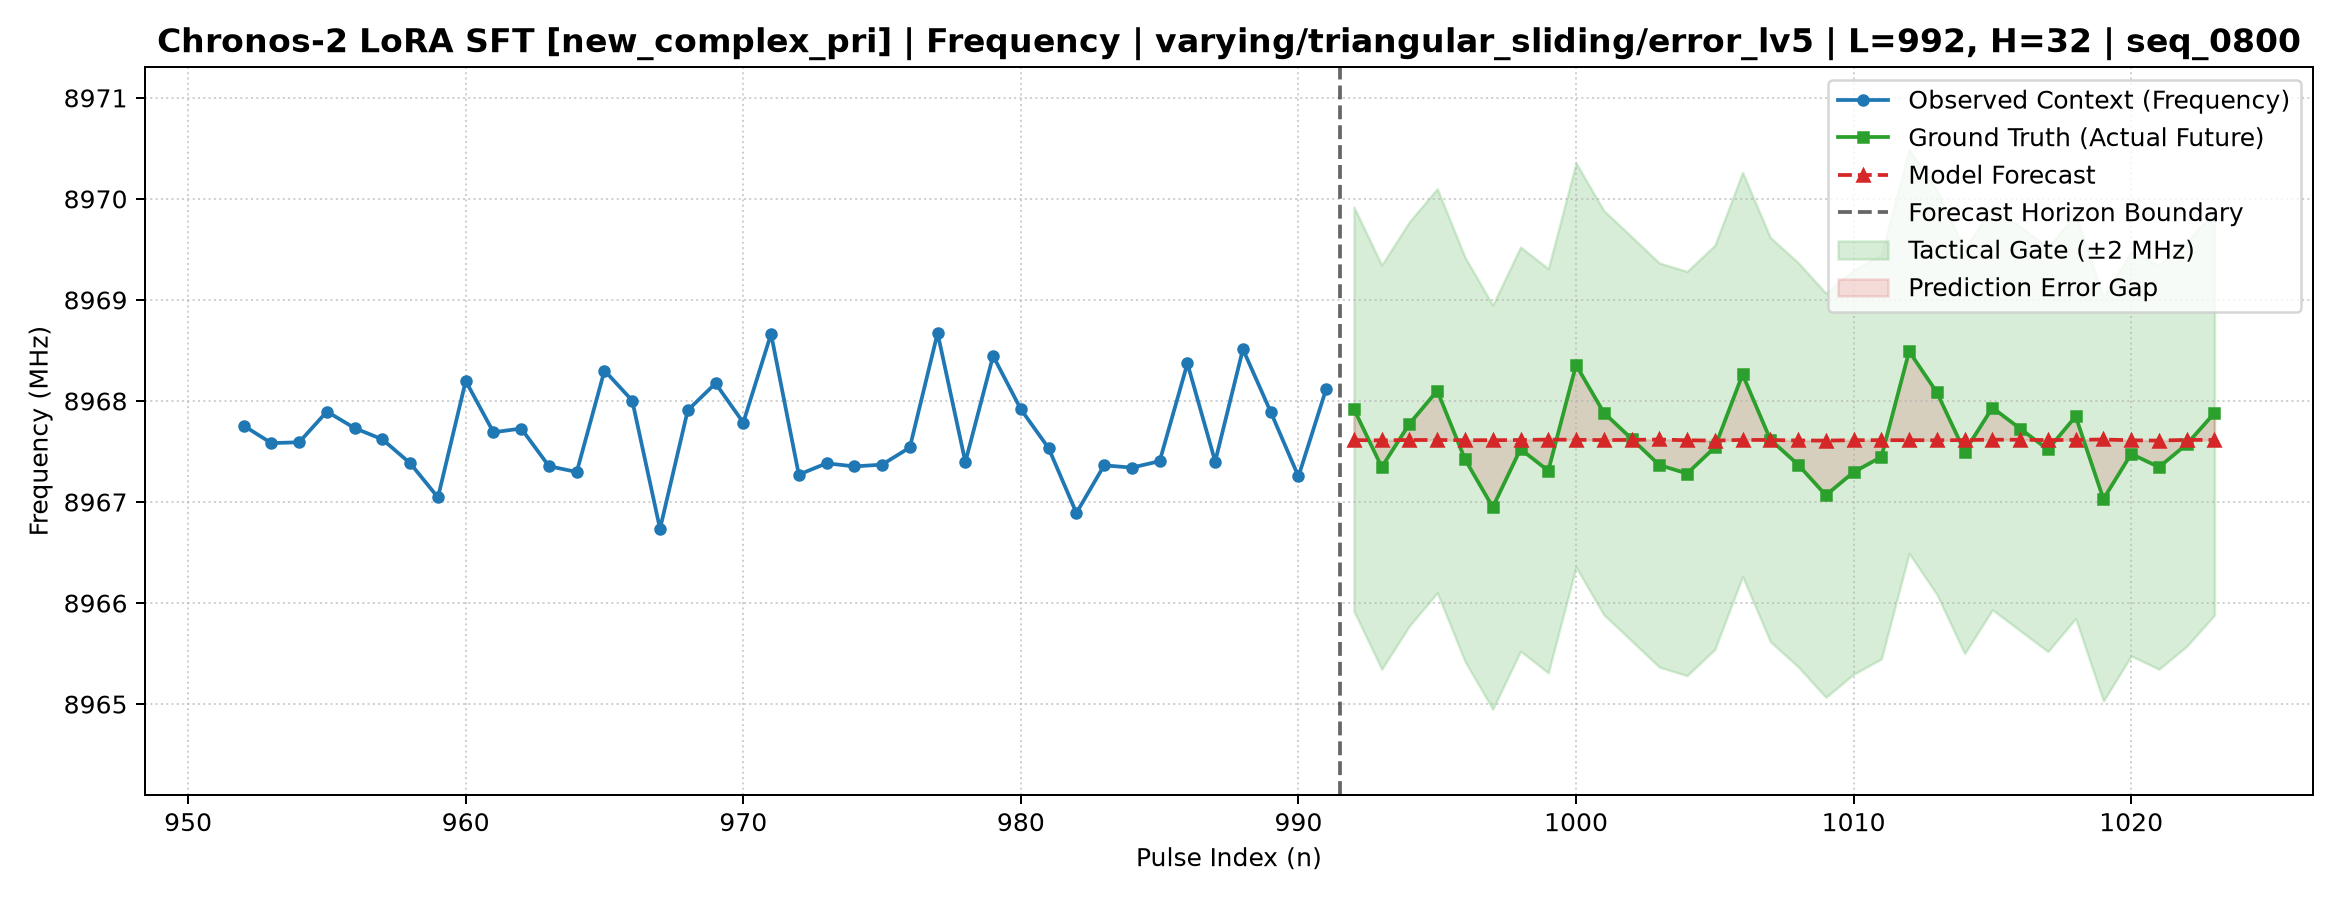 Chronos-2 LoRA SFT [new_complex_pri] | Frequency | varying/triangular_sliding/error_lv5 | L=992, H=32 | seq_0800
Observed Context (Frequency)
Ground Truth (Actual Future)
Model Forecast
Forecast Horizon Boundary
Tactical Gate (±2 MHz)
Prediction Error Gap
Frequency (MHz)
8971
8970
8969
8968
8967
8966
8965
950 960 970 980 990 1000 1010 1020
Pulse Index (n)